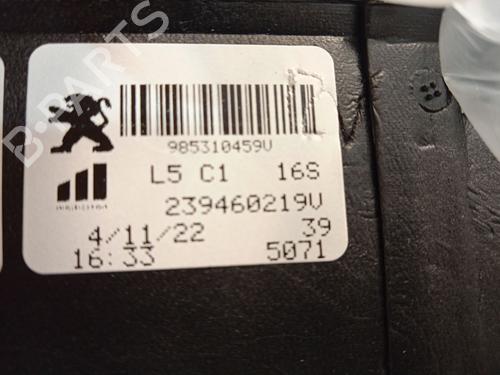 B-PARTS
985310459V
L5 C1 16S
239460219V
4/11/22 39
16:33 5071